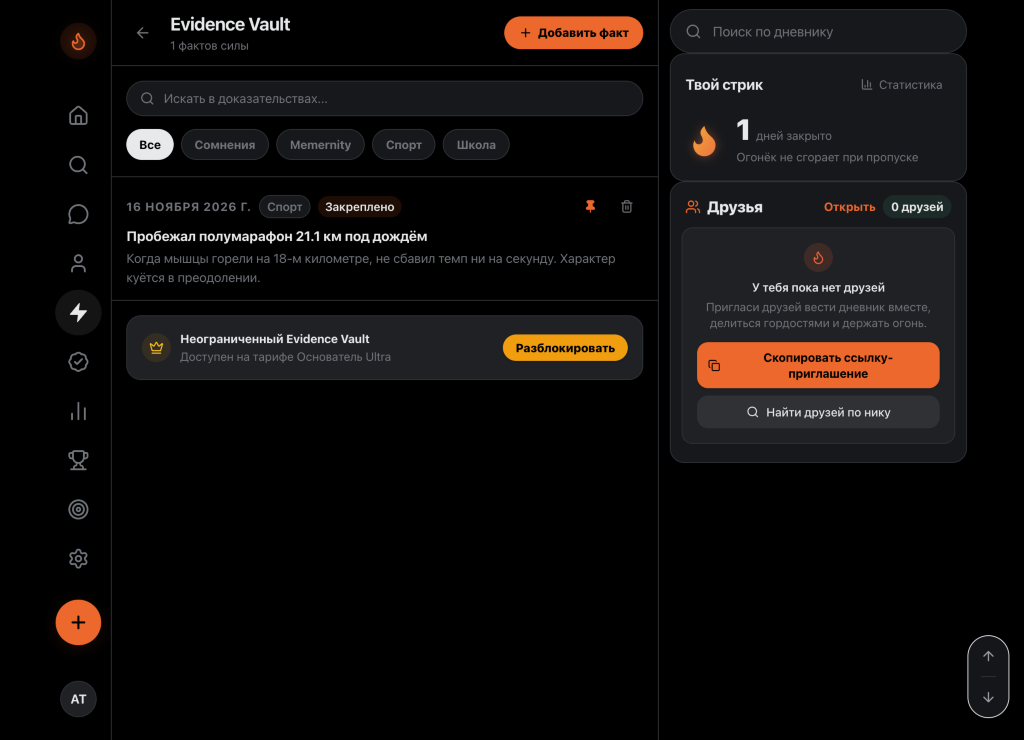 Evidence Vault
1 фактов силы
Добавить факт
Искать в доказательствах...
Все
Сомнения
Memernity
Спорт
Школа
16 НОЯБРЯ 2026 Г.
Спорт
Закреплено
Пробежал полумарафон 21.1 км под дождём
Когда мышцы горели на 18-м километре, не сбавил темп ни на секунду. Характер
куётся в преодолении.
Неограниченный Evidence Vault
Доступен на тарифе Основатель Ultra
Разблокировать
AT
Поиск по дневнику
Твой стрик
Статистика
1 дней закрыто
Огонёк не сгорает при пропуске
Друзья
Открыть
0 друзей
У тебя пока нет друзей
Пригласи друзей вести дневник вместе,
делиться гордостями и держать огонь.
Скопировать ссылку-
приглашение
Найти друзей по нику